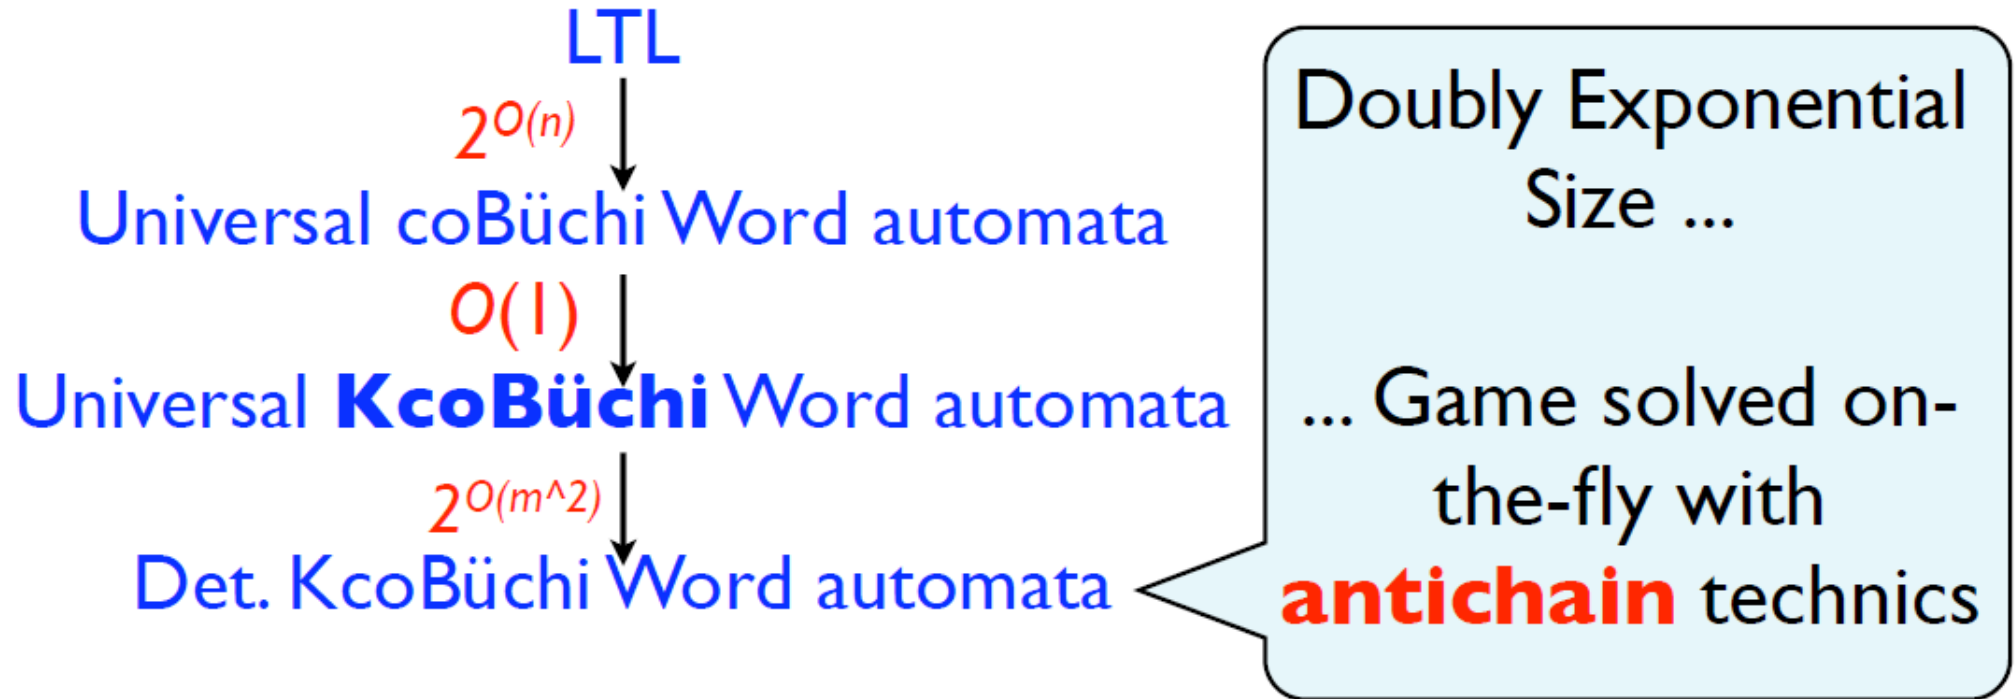 LTL
2^O(n)
Universal coBüchi Word automata
O(1)
Universal KcoBüchi Word automata
2^O(m^2)
Det. KcoBüchi Word automata
Doubly Exponential
Size ...
... Game solved on-
the-fly with
antichain technics